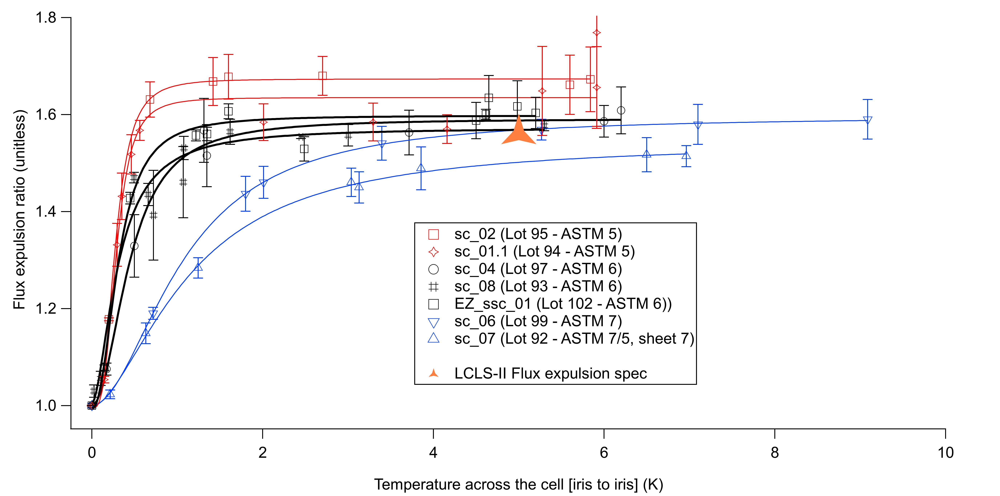 1.8
1.6
1.4
1.2
1.0
Flux expulsion ratio (unitless)
sc_02 (Lot 95 - ASTM 5)
sc_01.1 (Lot 94 - ASTM 5)
sc_04 (Lot 97 - ASTM 6)
sc_08 (Lot 93 - ASTM 6)
EZ_ssc_01 (Lot 102 - ASTM 6))
sc_06 (Lot 99 - ASTM 7)
sc_07 (Lot 92 - ASTM 7/5, sheet 7)
LCLS-II Flux expulsion spec
0 2 4 6 8 10
Temperature across the cell [iris to iris] (K)